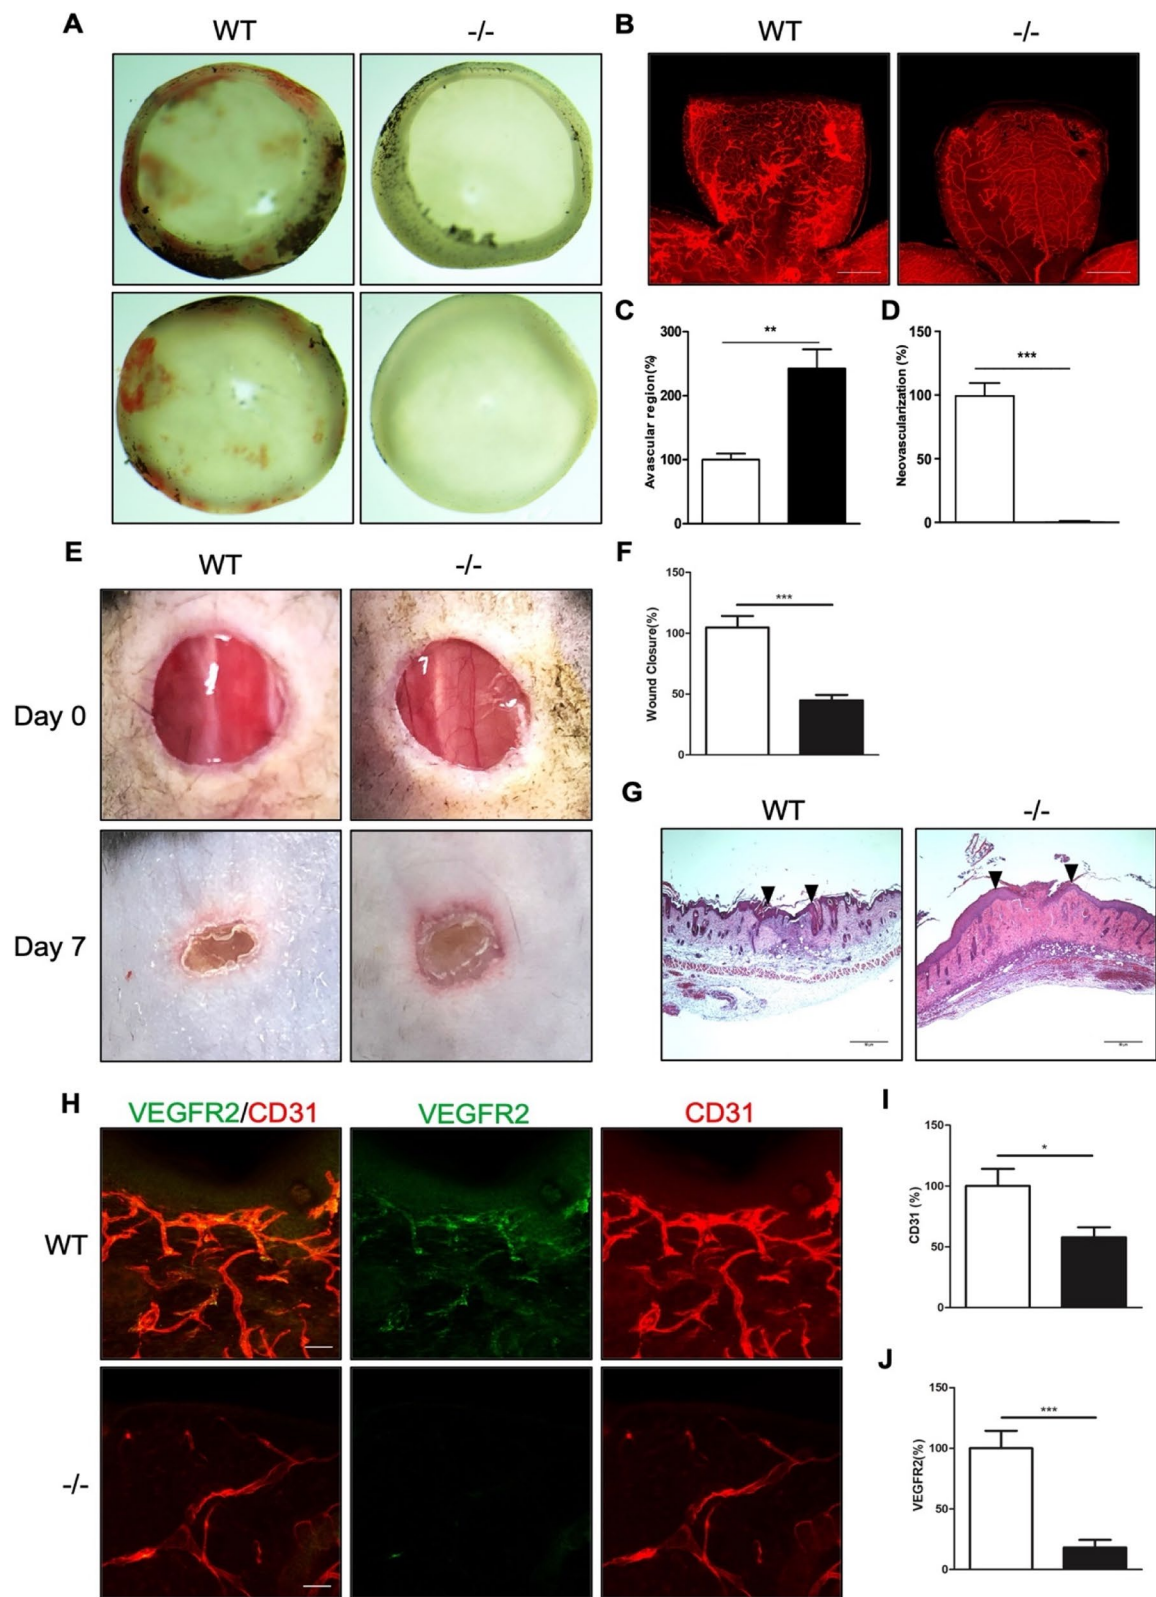 A
WT
-/-
B
WT
-/-
C
Avascular region(%)
300
200
100
0
**
D
Neovascularization (%)
150
100
50
0
***
E
WT
-/-
Day 0
Day 7
F
Wound Closure(%)
150
100
50
0
***
G
WT
-/-
H
VEGFR2/CD31
VEGFR2
CD31
WT
-/-
I
CD31 (%)
150
100
50
0
*
J
VEGFR2(%)
150
100
50
0
***